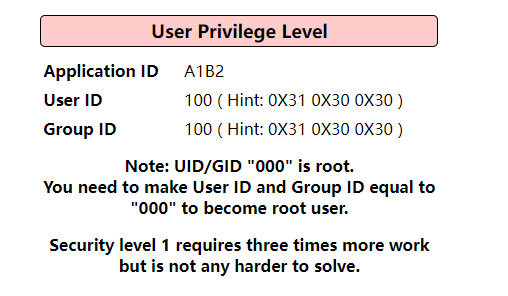 User Privilege Level
Application ID A1B2
User ID 100 ( Hint: 0X31 0X30 0X30 )
Group ID 100 ( Hint: 0X31 0X30 0X30 )
Note: UID/GID "000" is root.
You need to make User ID and Group ID equal to
"000" to become root user.
Security level 1 requires three times more work
but is not any harder to solve.